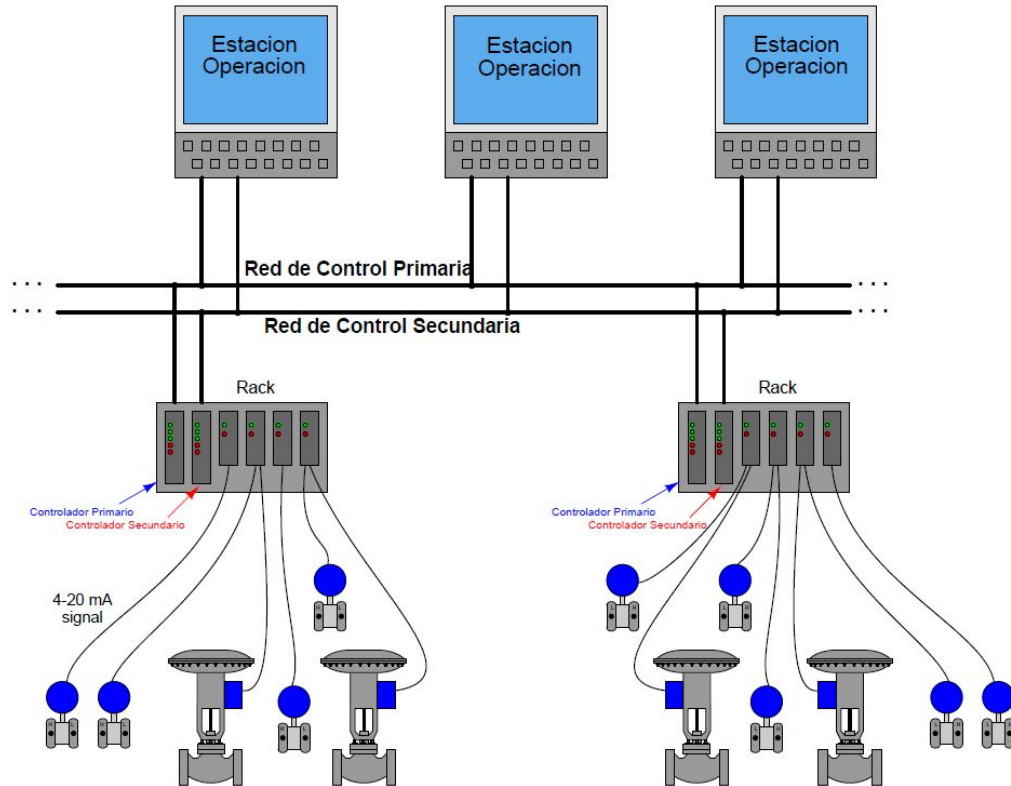 Estacion
Operacion
Estacion
Operacion
Estacion
Operacion
Red de Control Primaria
. . .
. . .
. . .
. . .
Red de Control Secundaria
Rack
Rack
Controlador Primario
Controlador Secundario
Controlador Primario
Controlador Secundario
4-20 mA
signal
H
L
H
L
H
L
H
L
H
L
L
H
L
H
L
H
L
H